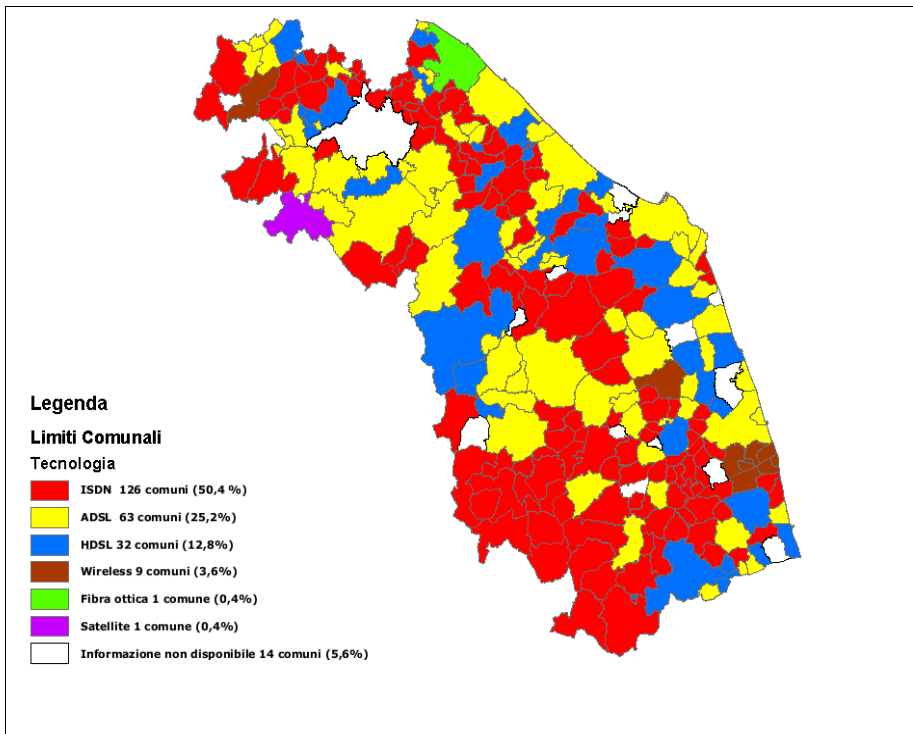 Legenda
Limiti Comunali
Tecnologia
ISDN 126 comuni (50,4 %)
ADSL 63 comuni (25,2%)
HDSL 32 comuni (12,8%)
Wireless 9 comuni (3,6%)
Fibra ottica 1 comune (0,4%)
Satellite 1 comune (0,4%)
Informazione non disponibile 14 comuni (5,6%)